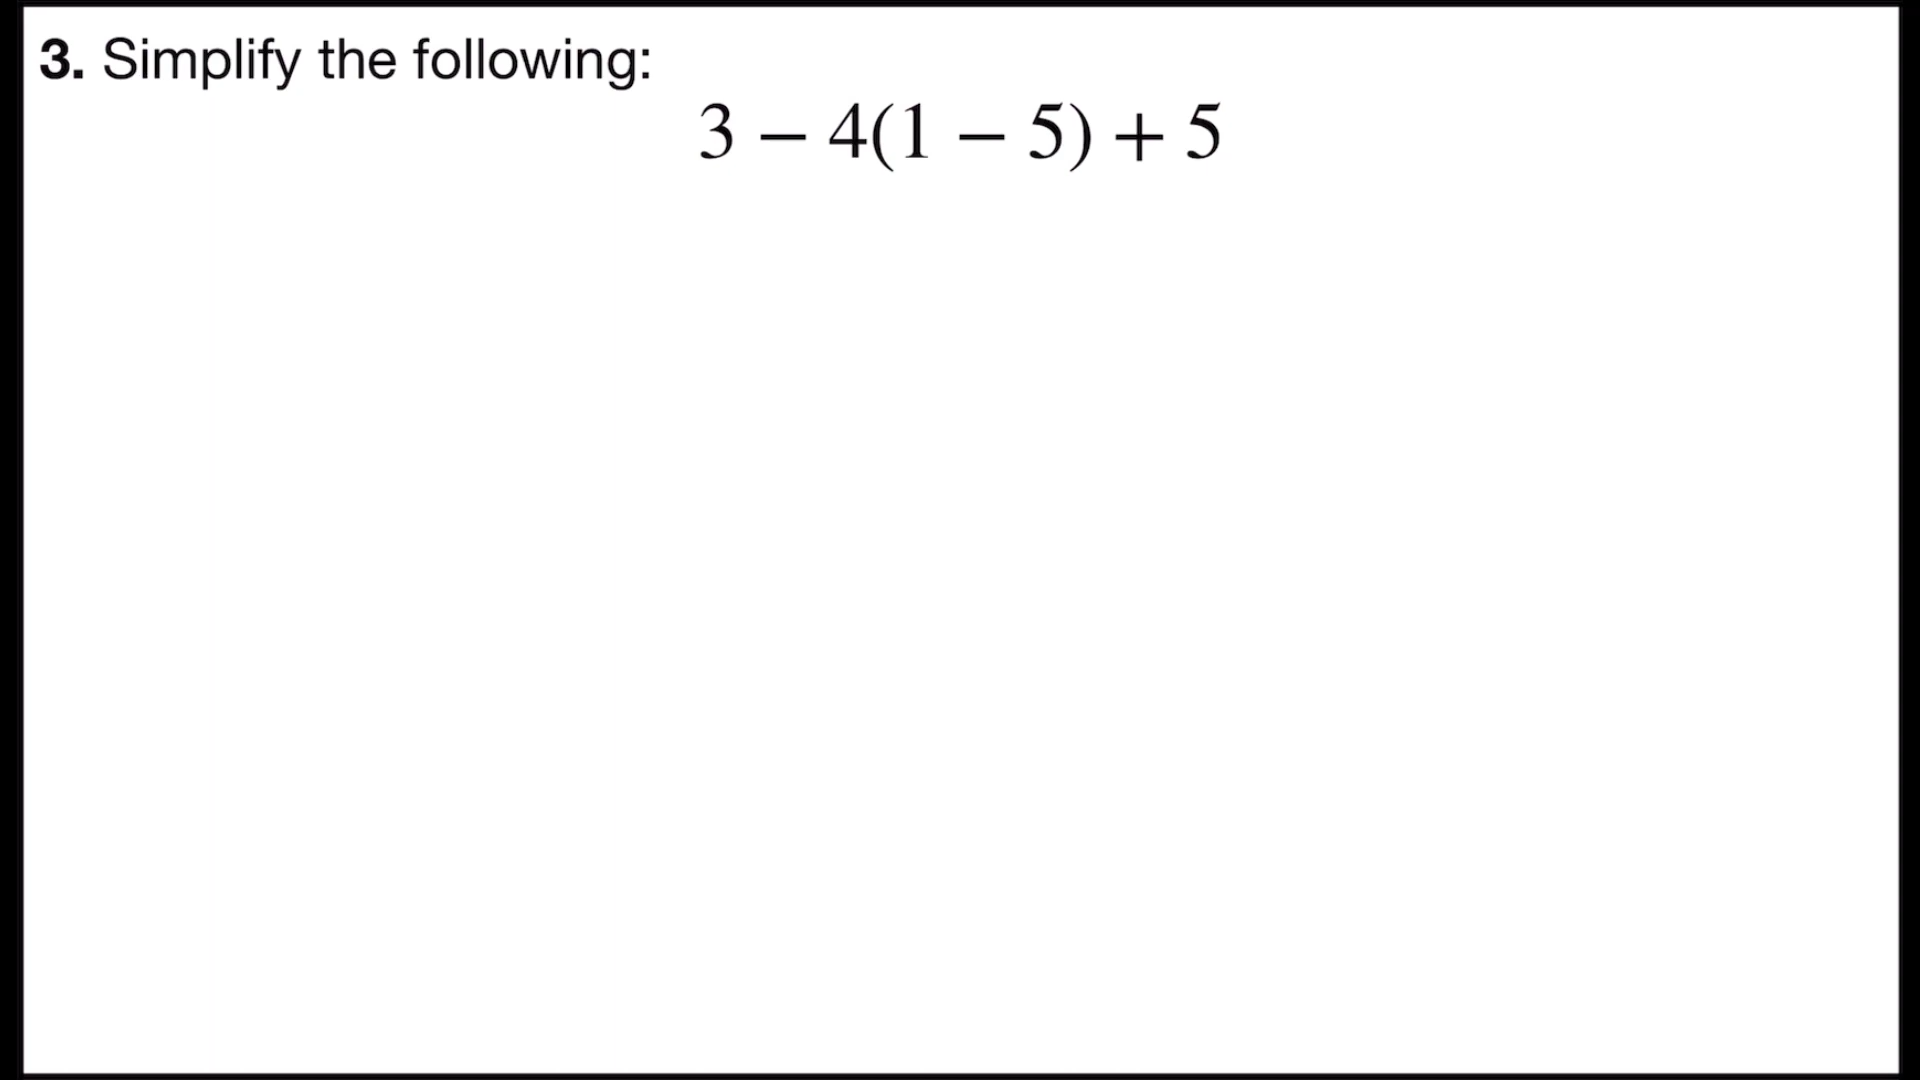 3. Simplify the following:
3 − 4(1 − 5) + 5